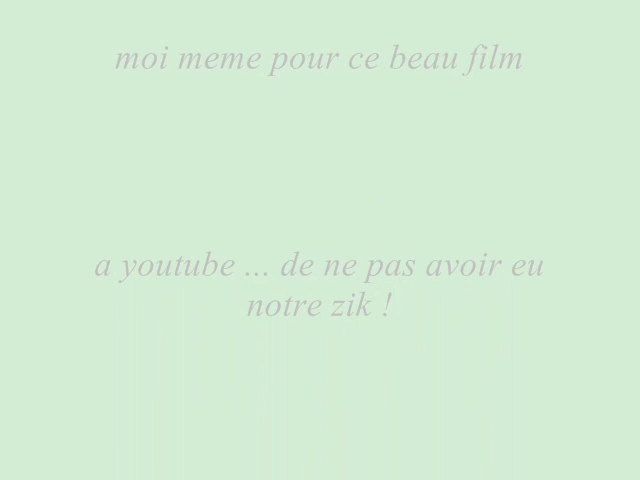 moi meme pour ce beau film
a youtube ... de ne pas avoir eu
notre zik !